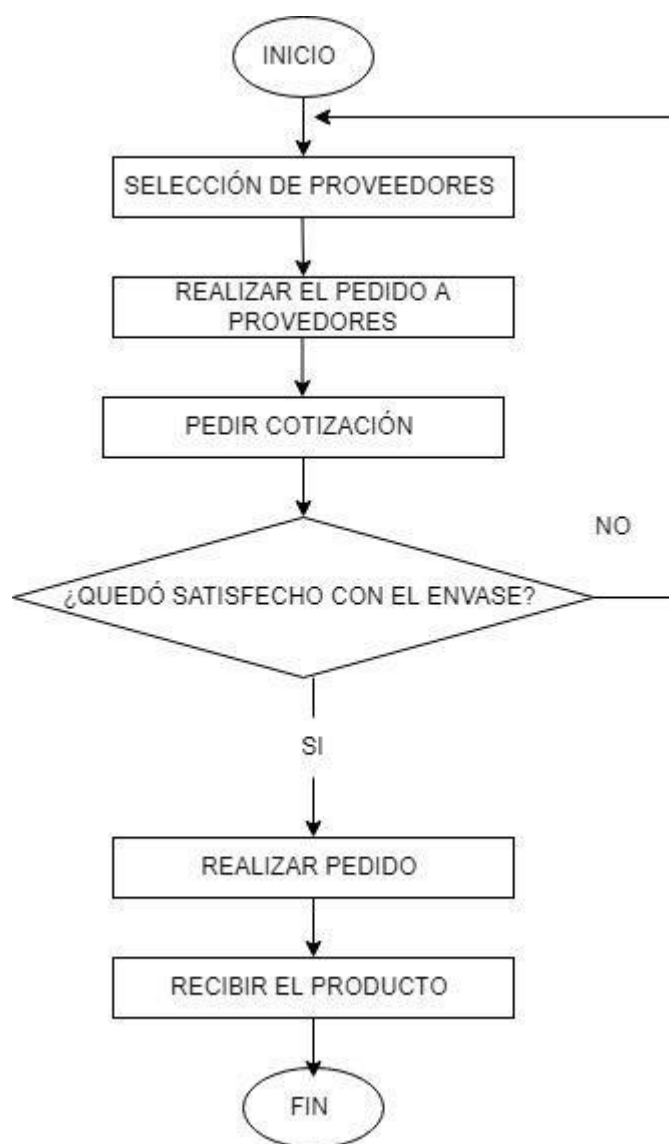 INICIO
SELECCIÓN DE PROVEEDORES
REALIZAR EL PEDIDO A
PROVEDORES
PEDIR COTIZACIÓN
NO
¿QUEDÓ SATISFECHO CON EL ENVASE?
SI
REALIZAR PEDIDO
RECIBIR EL PRODUCTO
FIN